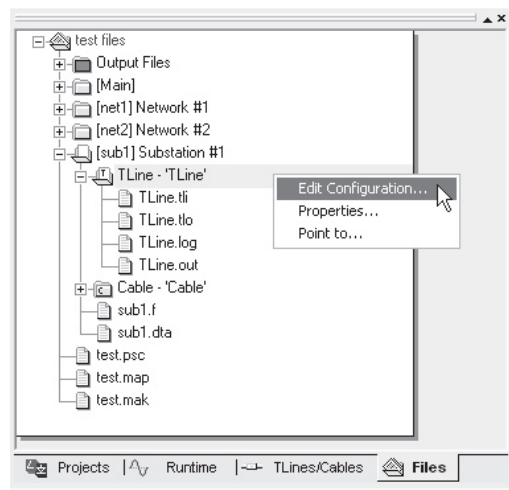 test files
Output Files
[Main]
[net1] Network #1
[net2] Network #2
[sub1] Substation #1
TLine - 'TLine'
Edit Configuration...
Properties...
Point to...
TLine.tli
TLine.tlo
TLine.log
TLine.out
Cable - 'Cable'
sub1.f
sub1.dta
test.psc
test.map
test.mak
Projects Runtime TLines/Cables Files